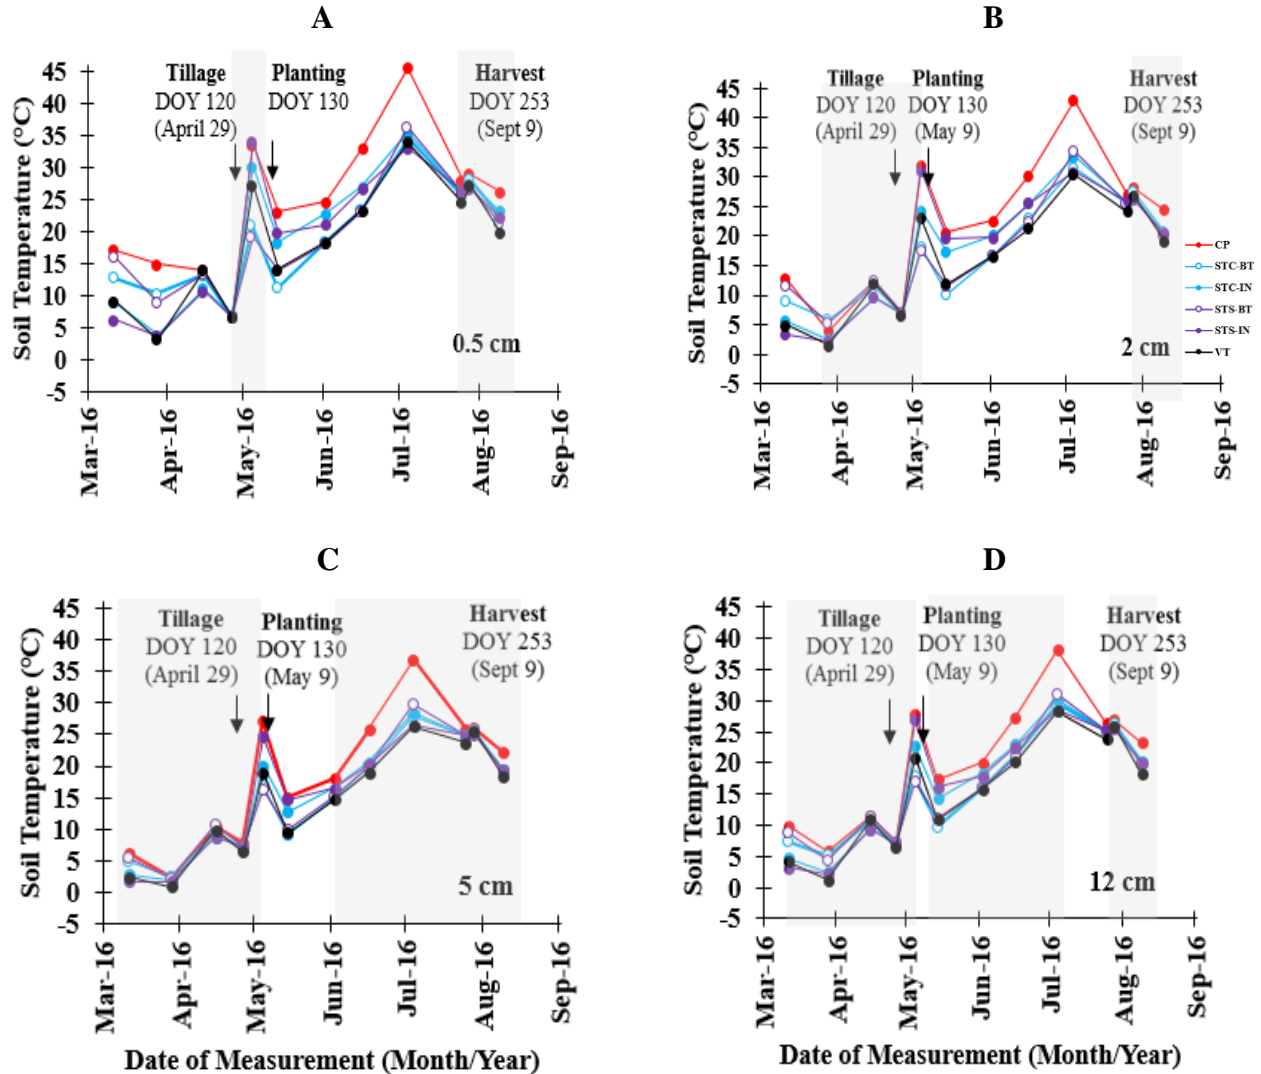 A
Soil Temperature (°C)
45
40
35
30
25
20
15
10
5
0
-5
Tillage
DOY 120
(April 29)
Planting
DOY 130
Harvest
DOY 253
(Sept 9)
0.5 cm
Mar-16
Apr-16
May-16
Jun-16
Jul-16
Aug-16
Sep-16
B
Soil Temperature (°C)
45
40
35
30
25
20
15
10
5
0
-5
Tillage
DOY 120
(April 29)
Planting
DOY 130
(May 9)
Harvest
DOY 253
(Sept 9)
2 cm
Mar-16
Apr-16
May-16
Jun-16
Jul-16
Aug-16
Sep-16
CP
STC-BT
STC-IN
STS-BT
STS-IN
VT
C
Soil Temperature (°C)
45
40
35
30
25
20
15
10
5
0
-5
Tillage
DOY 120
(April 29)
Planting
DOY 130
(May 9)
Harvest
DOY 253
(Sept 9)
5 cm
Mar-16
Apr-16
May-16
Jun-16
Jul-16
Aug-16
Sep-16
Date of Measurement (Month/Year)
D
Soil Temperature (°C)
45
40
35
30
25
20
15
10
5
0
-5
Tillage
DOY 120
(April 29)
Planting
DOY 130
(May 9)
Harvest
DOY 253
(Sept 9)
12 cm
Mar-16
Apr-16
May-16
Jun-16
Jul-16
Aug-16
Sep-16
Date of Measurement (Month/Year)